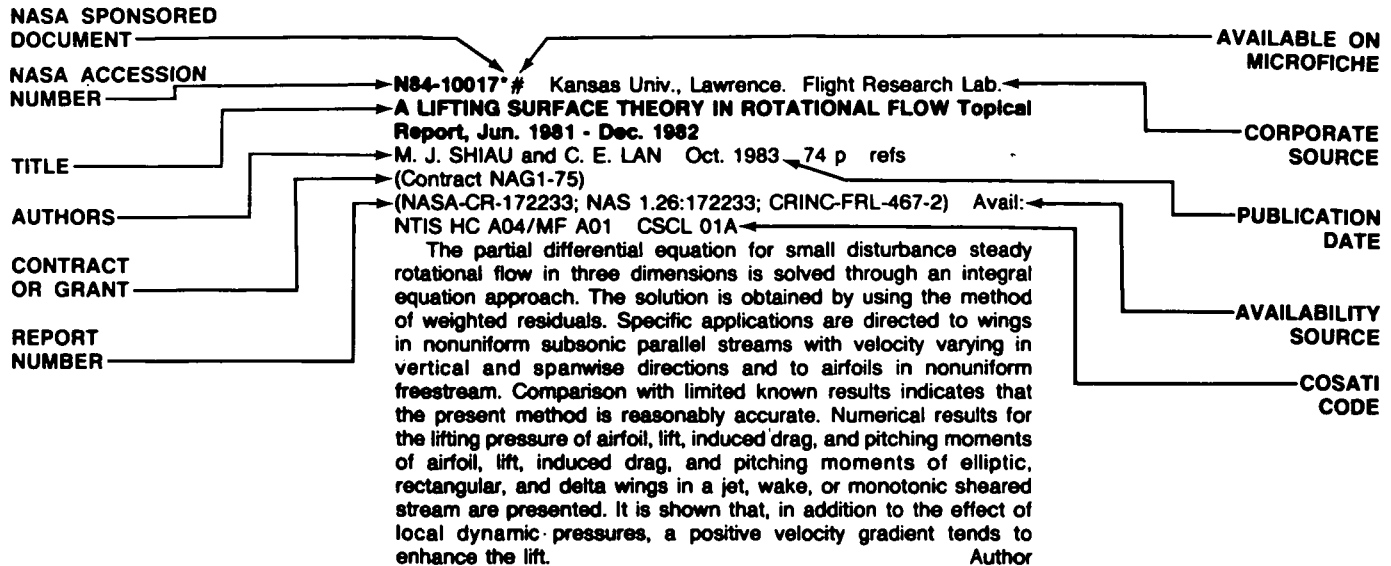 NASA SPONSORED
DOCUMENT
NASA ACCESSION
NUMBER
TITLE
AUTHORS
CONTRACT
OR GRANT
REPORT
NUMBER
N84-10017*# Kansas Univ., Lawrence. Flight Research Lab.
A LIFTING SURFACE THEORY IN ROTATIONAL FLOW Topical
Report, Jun. 1981 - Dec. 1982
M. J. SHIAU and C. E. LAN Oct. 1983 74 p refs
(Contract NAG1-75)
(NASA-CR-172233; NAS 1.26:172233; CRINC-FRL-467-2) Avail:
NTIS HC A04/MF A01 CSCL 01A
The partial differential equation for small disturbance steady
rotational flow in three dimensions is solved through an integral
equation approach. The solution is obtained by using the method
of weighted residuals. Specific applications are directed to wings
in nonuniform subsonic parallel streams with velocity varying in
vertical and spanwise directions and to airfoils in nonuniform
freestream. Comparison with limited known results indicates that
the present method is reasonably accurate. Numerical results for
the lifting pressure of airfoil, lift, induced drag, and pitching moments
of airfoil, lift, induced drag, and pitching moments of elliptic,
rectangular, and delta wings in a jet, wake, or monotonic sheared
stream are presented. It is shown that, in addition to the effect of
local dynamic pressures, a positive velocity gradient tends to
enhance the lift. Author
AVAILABLE ON
MICROFICHE
CORPORATE
SOURCE
PUBLICATION
DATE
AVAILABILITY
SOURCE
COSATI
CODE